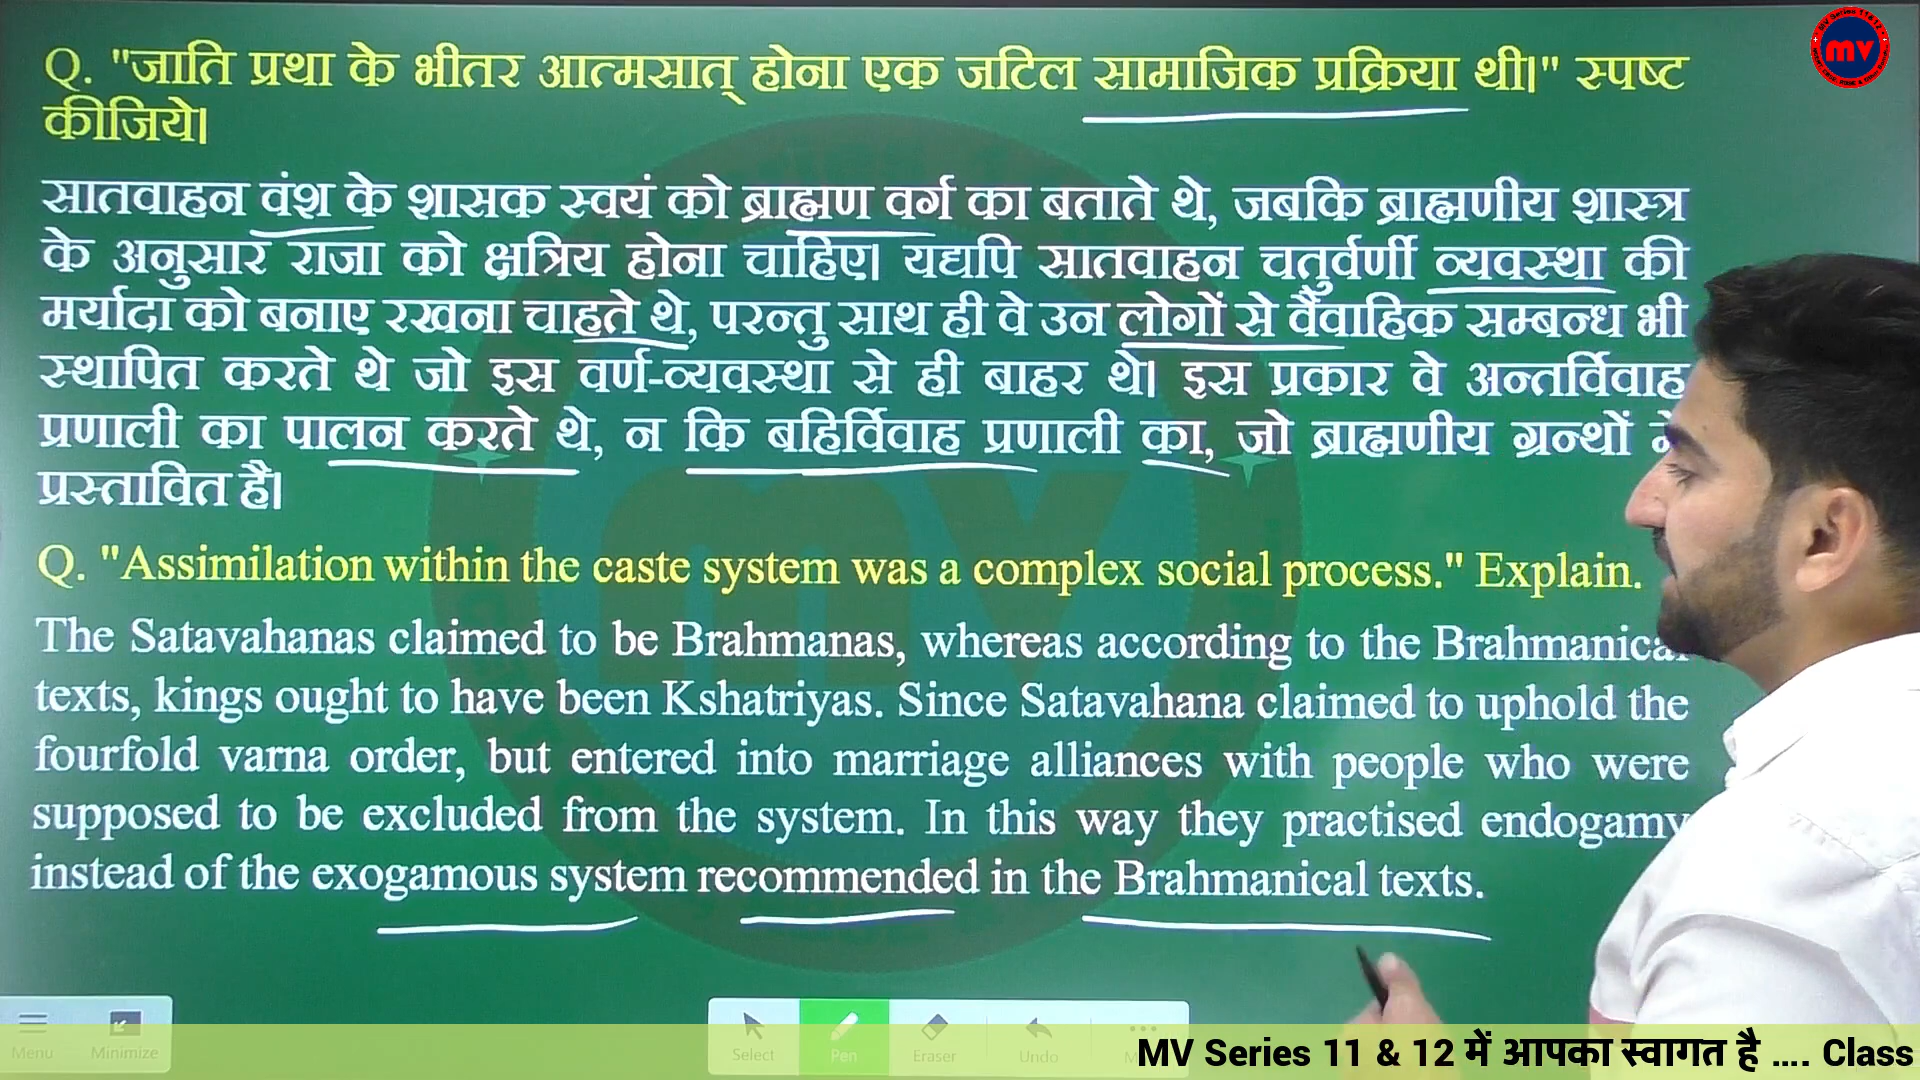 Q. "जाति प्रथा के भीतर आत्मसात् होना एक जटिल सामाजिक प्रक्रिया थी।" स्पष्ट
कीजिये।
सातवाहन वंश के शासक स्वयं को ब्राह्मण वर्ग का बताते थे, जबकि ब्राह्मणीय शास्त्र
के अनुसार राजा को क्षत्रिय होना चाहिए। यद्यपि सातवाहन चतुर्वर्णी व्यवस्था की
मर्यादा को बनाए रखना चाहते थे, परन्तु साथ ही वे उन लोगों से वैवाहिक सम्बन्ध भी
स्थापित करते थे जो इस वर्ण-व्यवस्था से ही बाहर थे। इस प्रकार वे अन्तर्विवाह
प्रणाली का पालन करते थे, न कि बहिर्विवाह प्रणाली का, जो ब्राह्मणीय ग्रन्थों
प्रस्तावित है।
Q. "Assimilation within the caste system was a complex social process." Explain.
The Satavahanas claimed to be Brahmanas, whereas according to the Brahmanical
texts, kings ought to have been Kshatriyas. Since Satavahana claimed to uphold the
fourfold varna order, but entered into marriage alliances with people who were
supposed to be excluded from the system. In this way they practised endogamy
instead of the exogamous system recommended in the Brahmanical texts.
Menu Minimize Select Pen Eraser Undo
MV Series 11 & 12 में आपका स्वागत है .... Class
mv